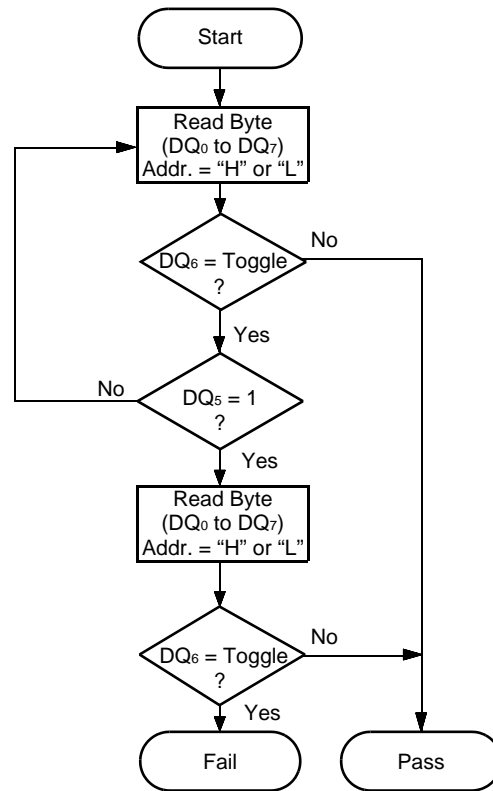 Start
Read Byte
(DQ0 to DQ7)
Addr. = “H” or “L”
No
DQ6 = Toggle
?
Yes
No
DQ5 = 1
?
Yes
Read Byte
(DQ0 to DQ7)
Addr. = “H” or “L”
No
DQ6 = Toggle
?
Yes
Fail
Pass